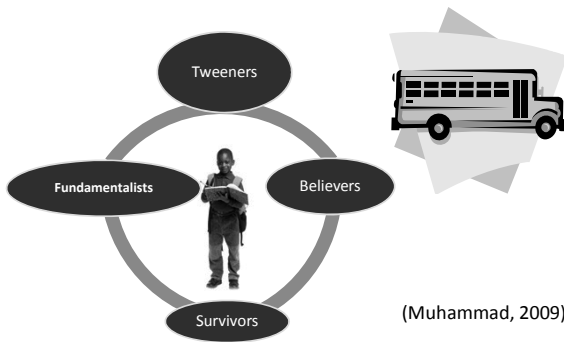 Tweeners
Fundamentalists
Believers
Survivors
(Muhammad, 2009)